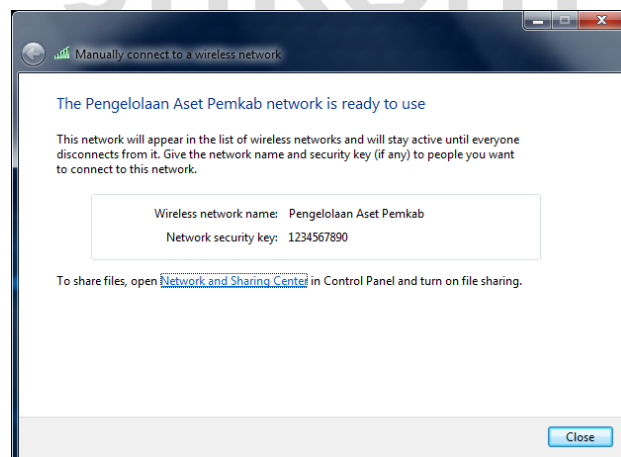 Manually connect to a wireless network
The Pengelolaan Aset Pemkab network is ready to use
This network will appear in the list of wireless networks and will stay active until everyone
disconnects from it. Give the network name and security key (if any) to people you want
to connect to this network.
Wireless network name: Pengelolaan Aset Pemkab
Network security key: 1234567890
To share files, open Network and Sharing Center in Control Panel and turn on file sharing.
Close